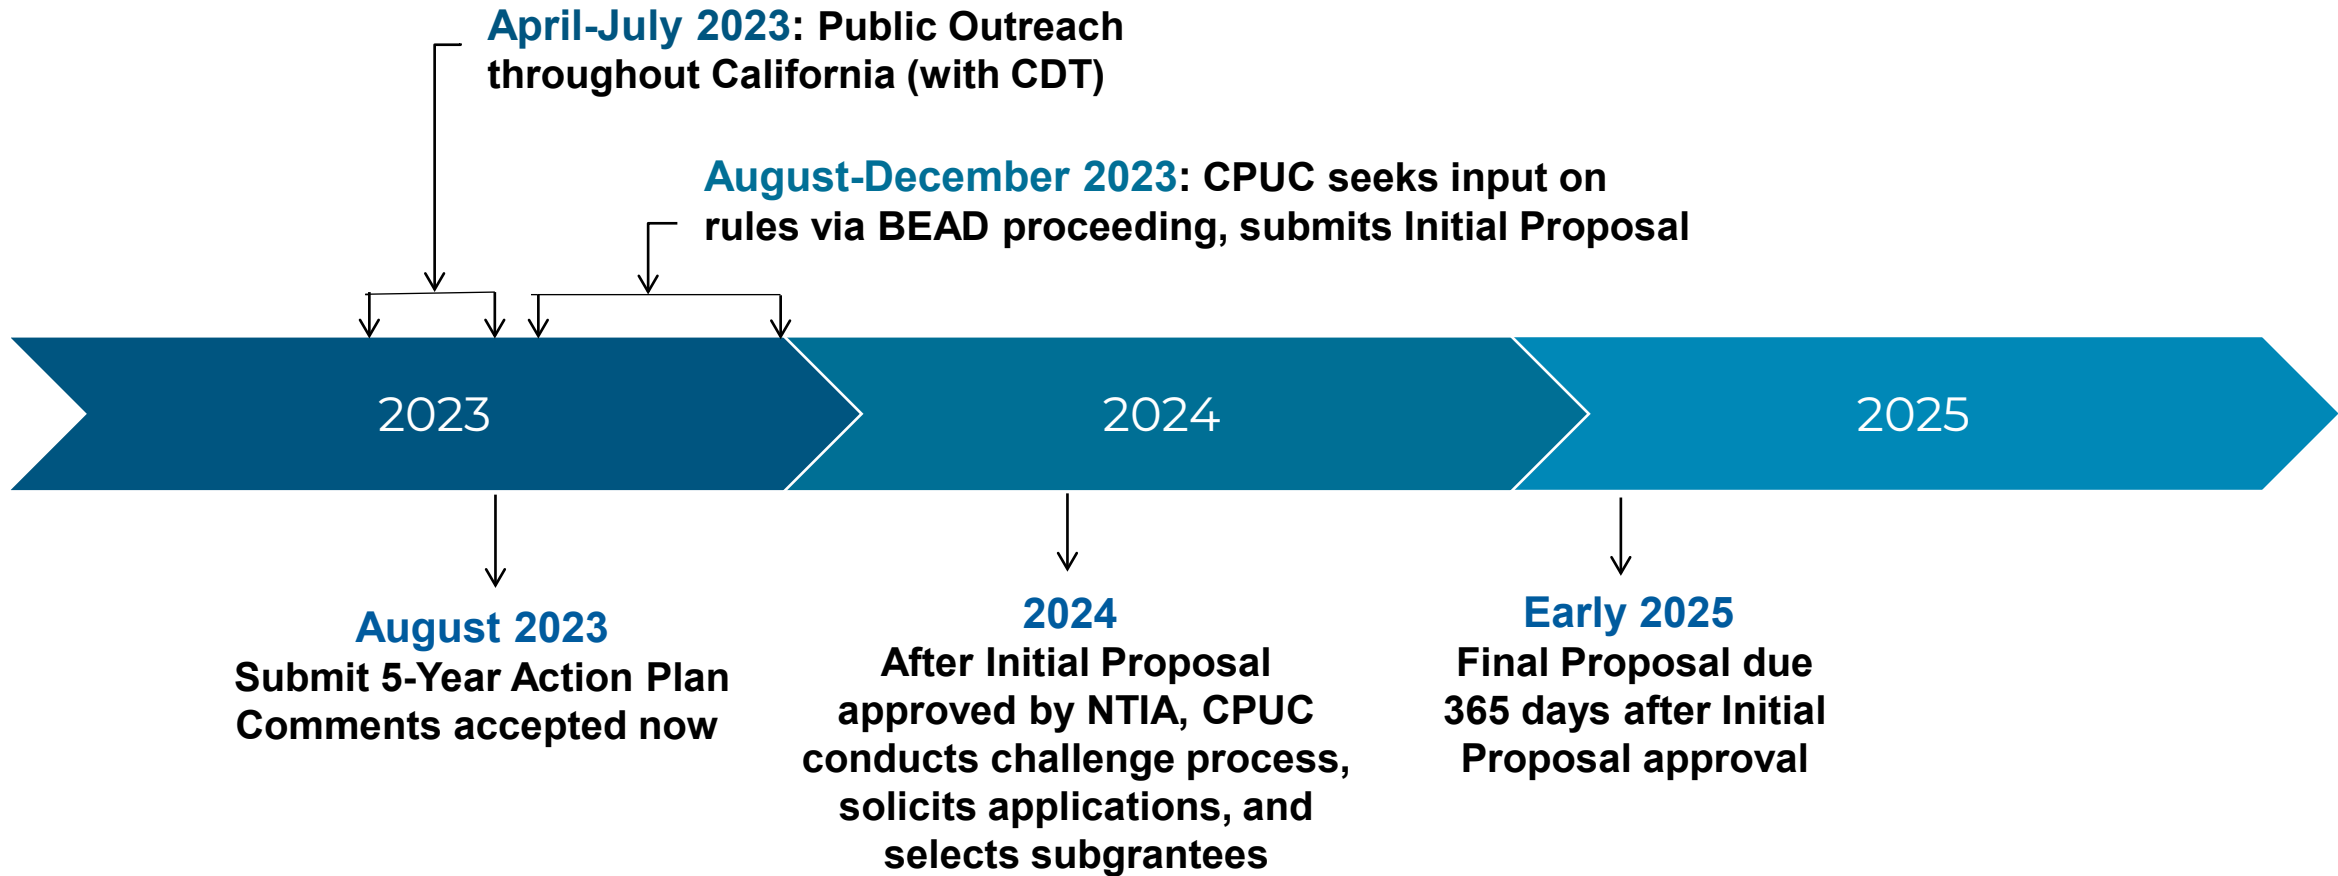 April-July 2023: Public Outreach
throughout California (with CDT)
August-December 2023: CPUC seeks input on
rules via BEAD proceeding, submits Initial Proposal
2023
2024
2025
August 2023
Submit 5-Year Action Plan
Comments accepted now
2024
After Initial Proposal
approved by NTIA, CPUC
conducts challenge process,
solicits applications, and
selects subgrantees
Early 2025
Final Proposal due
365 days after Initial
Proposal approval